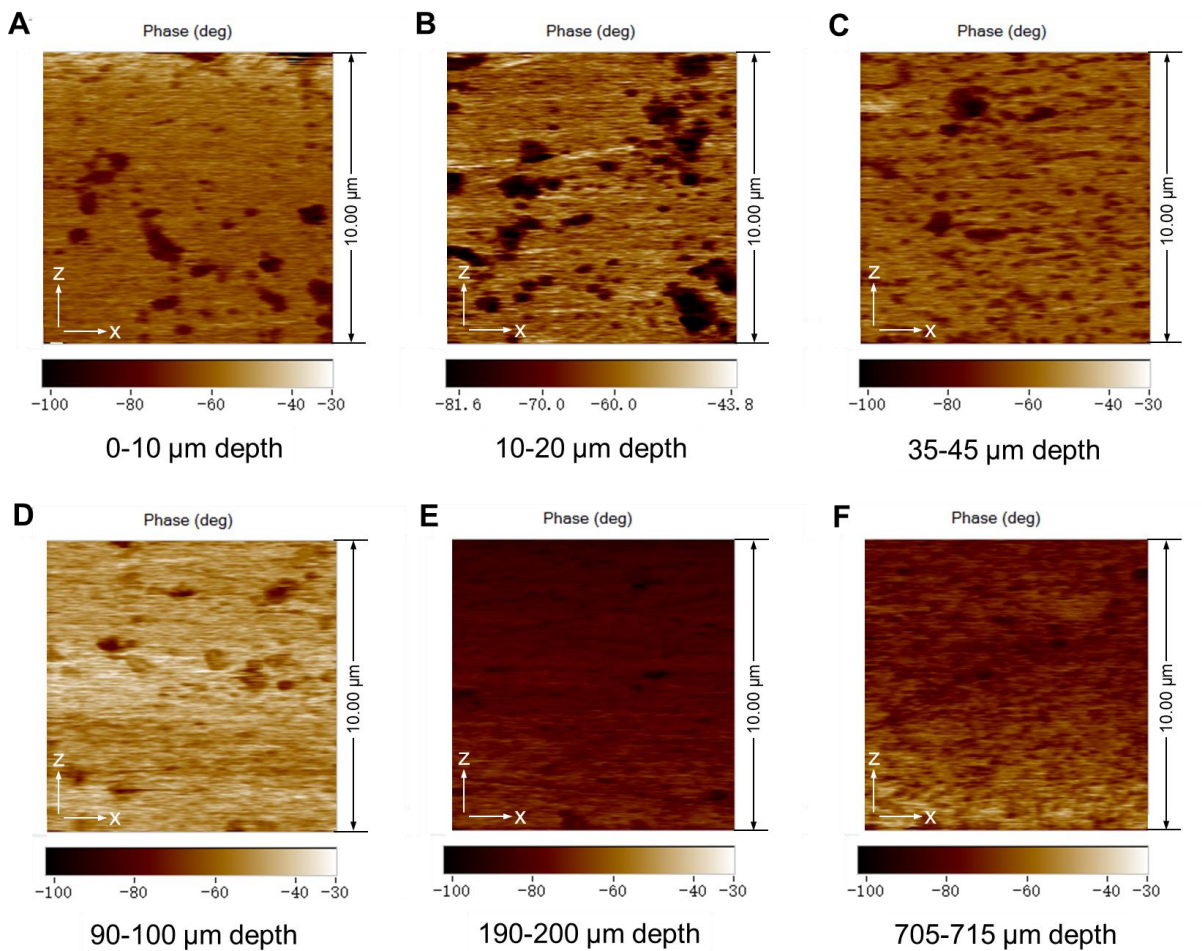 A
Phase (deg)
Z
X
10.00 µm
−100 −80 −60 −40 −30
0-10 µm depth
B
Phase (deg)
Z
X
10.00 µm
−81.6 −70.0 −60.0 −43.8
10-20 µm depth
C
Phase (deg)
Z
X
10.00 µm
−100 −80 −60 −40 −30
35-45 µm depth
D
Phase (deg)
Z
X
10.00 µm
−100 −80 −60 −40 −30
90-100 µm depth
E
Phase (deg)
Z
X
10.00 µm
−100 −80 −60 −40 −30
190-200 µm depth
F
Phase (deg)
Z
X
10.00 µm
−100 −80 −60 −40 −30
705-715 µm depth